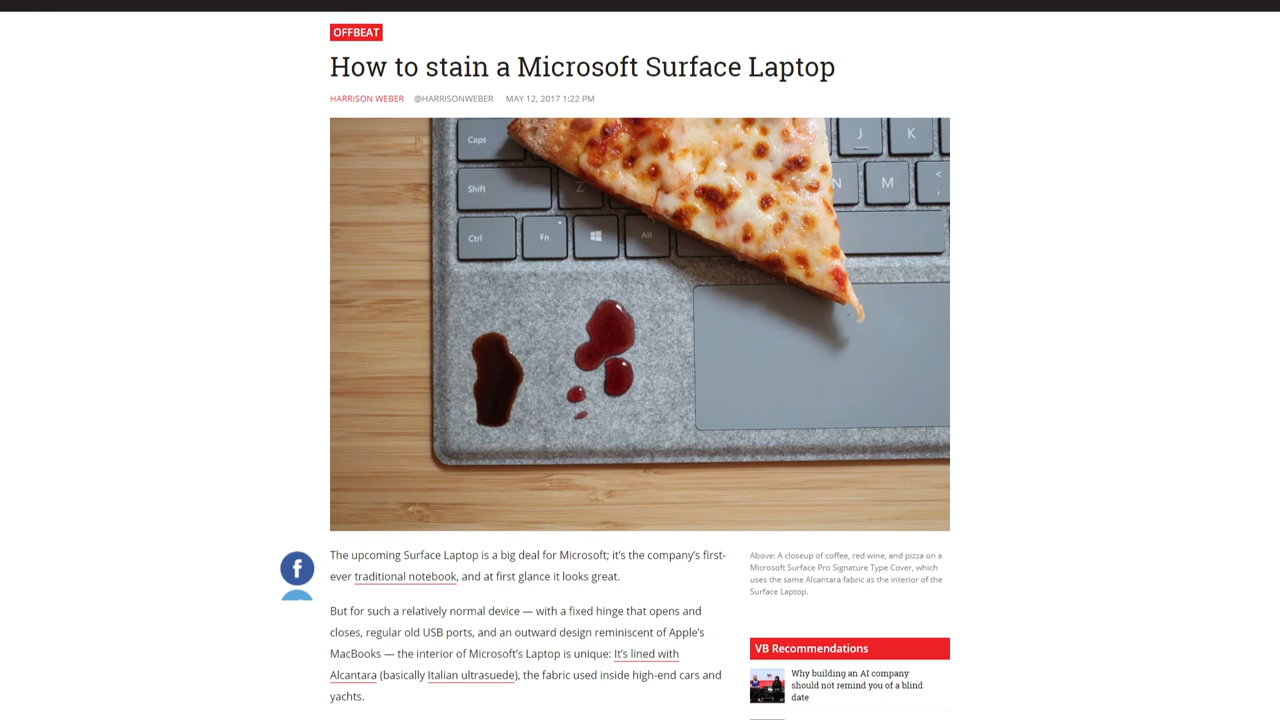 OFFBEAT
How to stain a Microsoft Surface Laptop
HARRISON WEBER @HARRISONWEBER MAY 12, 2017 1:22 PM
Caps
J K
Shift
Z
N M
<
,
Ctrl
Fn
Alt
The upcoming Surface Laptop is a big deal for Microsoft; it's the company's first-
ever traditional notebook, and at first glance it looks great.
But for such a relatively normal device — with a fixed hinge that opens and
closes, regular old USB ports, and an outward design reminiscent of Apple's
MacBooks — the interior of Microsoft's Laptop is unique: It's lined with
Alcantara (basically Italian ultrasuede), the fabric used inside high-end cars and
yachts.
Above: A closeup of coffee, red wine, and pizza on a
Microsoft Surface Pro Signature Type Cover, which
uses the same Alcantara fabric as the interior of the
Surface Laptop.
VB Recommendations
Why building an AI company
should not remind you of a blind
date